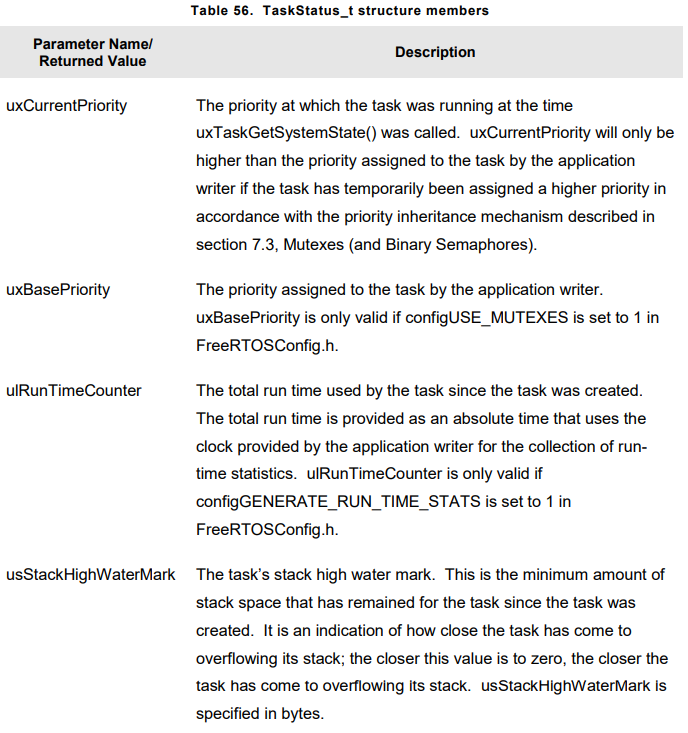 Table 56. TaskStatus_t structure members
Parameter Name/
Returned Value
Description
uxCurrentPriority
The priority at which the task was running at the time
uxTaskGetSystemState() was called. uxCurrentPriority will only be
higher than the priority assigned to the task by the application
writer if the task has temporarily been assigned a higher priority in
accordance with the priority inheritance mechanism described in
section 7.3, Mutexes (and Binary Semaphores).
uxBasePriority
The priority assigned to the task by the application writer.
uxBasePriority is only valid if configUSE_MUTEXES is set to 1 in
FreeRTOSConfig.h.
ulRunTimeCounter
The total run time used by the task since the task was created.
The total run time is provided as an absolute time that uses the
clock provided by the application writer for the collection of run-
time statistics. ulRunTimeCounter is only valid if
configGENERATE_RUN_TIME_STATS is set to 1 in
FreeRTOSConfig.h.
usStackHighWaterMark
The task’s stack high water mark. This is the minimum amount of
stack space that has remained for the task since the task was
created. It is an indication of how close the task has come to
overflowing its stack; the closer this value is to zero, the closer the
task has come to overflowing its stack. usStackHighWaterMark is
specified in bytes.